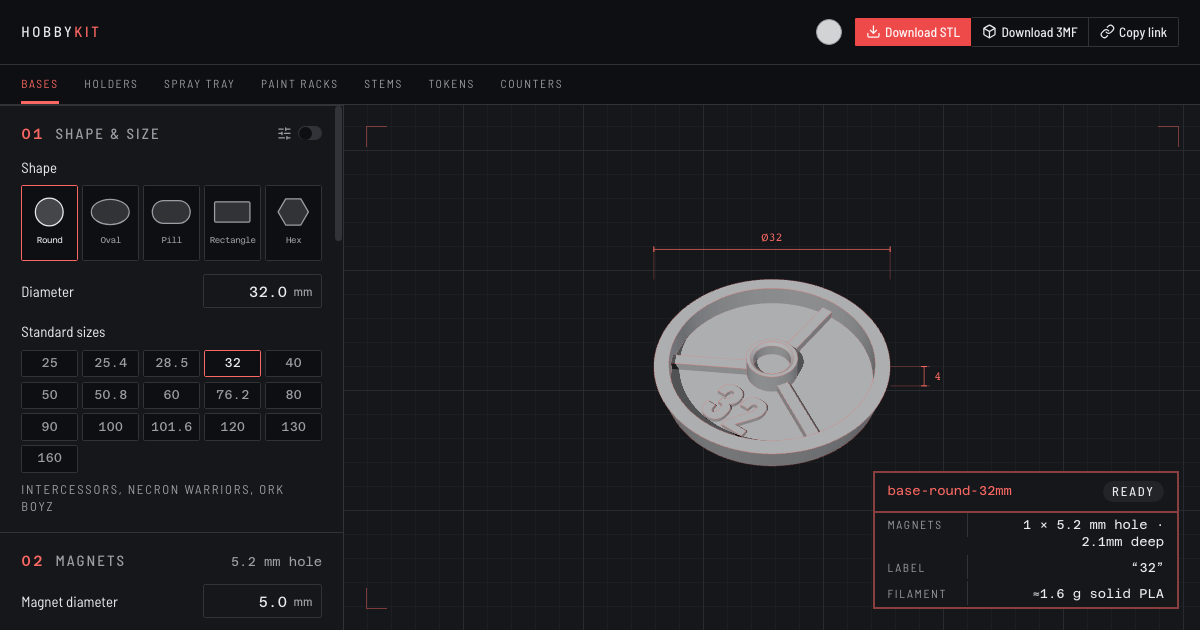 HOBBYKIT
Download STL
Download 3MF
Copy link
BASES
HOLDERS
SPRAY TRAY
PAINT RACKS
STEMS
TOKENS
COUNTERS
01 SHAPE & SIZE
Shape
Round
Oval
Pill
Rectangle
Hex
Diameter
32.0 mm
Standard sizes
25 25.4 28.5 32 40
50 50.8 60 76.2 80
90 100 101.6 120 130
160
INTERCESSORS, NECRON WARRIORS, ORK
BOYZ
02 MAGNETS
5.2 mm hole
Magnet diameter
5.0 mm
Ø32
4
32
base-round-32mm
READY
MAGNETS
1 × 5.2 mm hole ·
2.1mm deep
LABEL
“32”
FILAMENT
≈1.6 g solid PLA